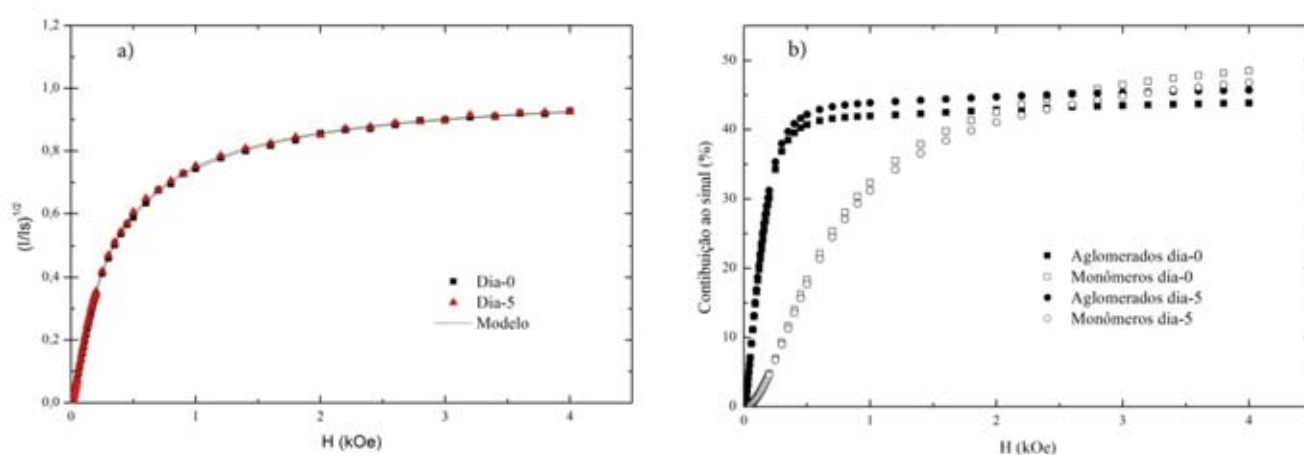 a)
1,2
1,0
0,8
0,6
0,4
0,2
0,0
(I/Is)^1/2
Dia-0
Dia-5
Modelo
0 1 2 3 4
H (kOe)
b)
50
40
30
20
10
0
Contibuição ao sinal (%)
Aglomerados dia-0
Monômeros dia-0
Aglomerados dia-5
Monômeros dia-5
0 1 2 3 4
H (kOe)